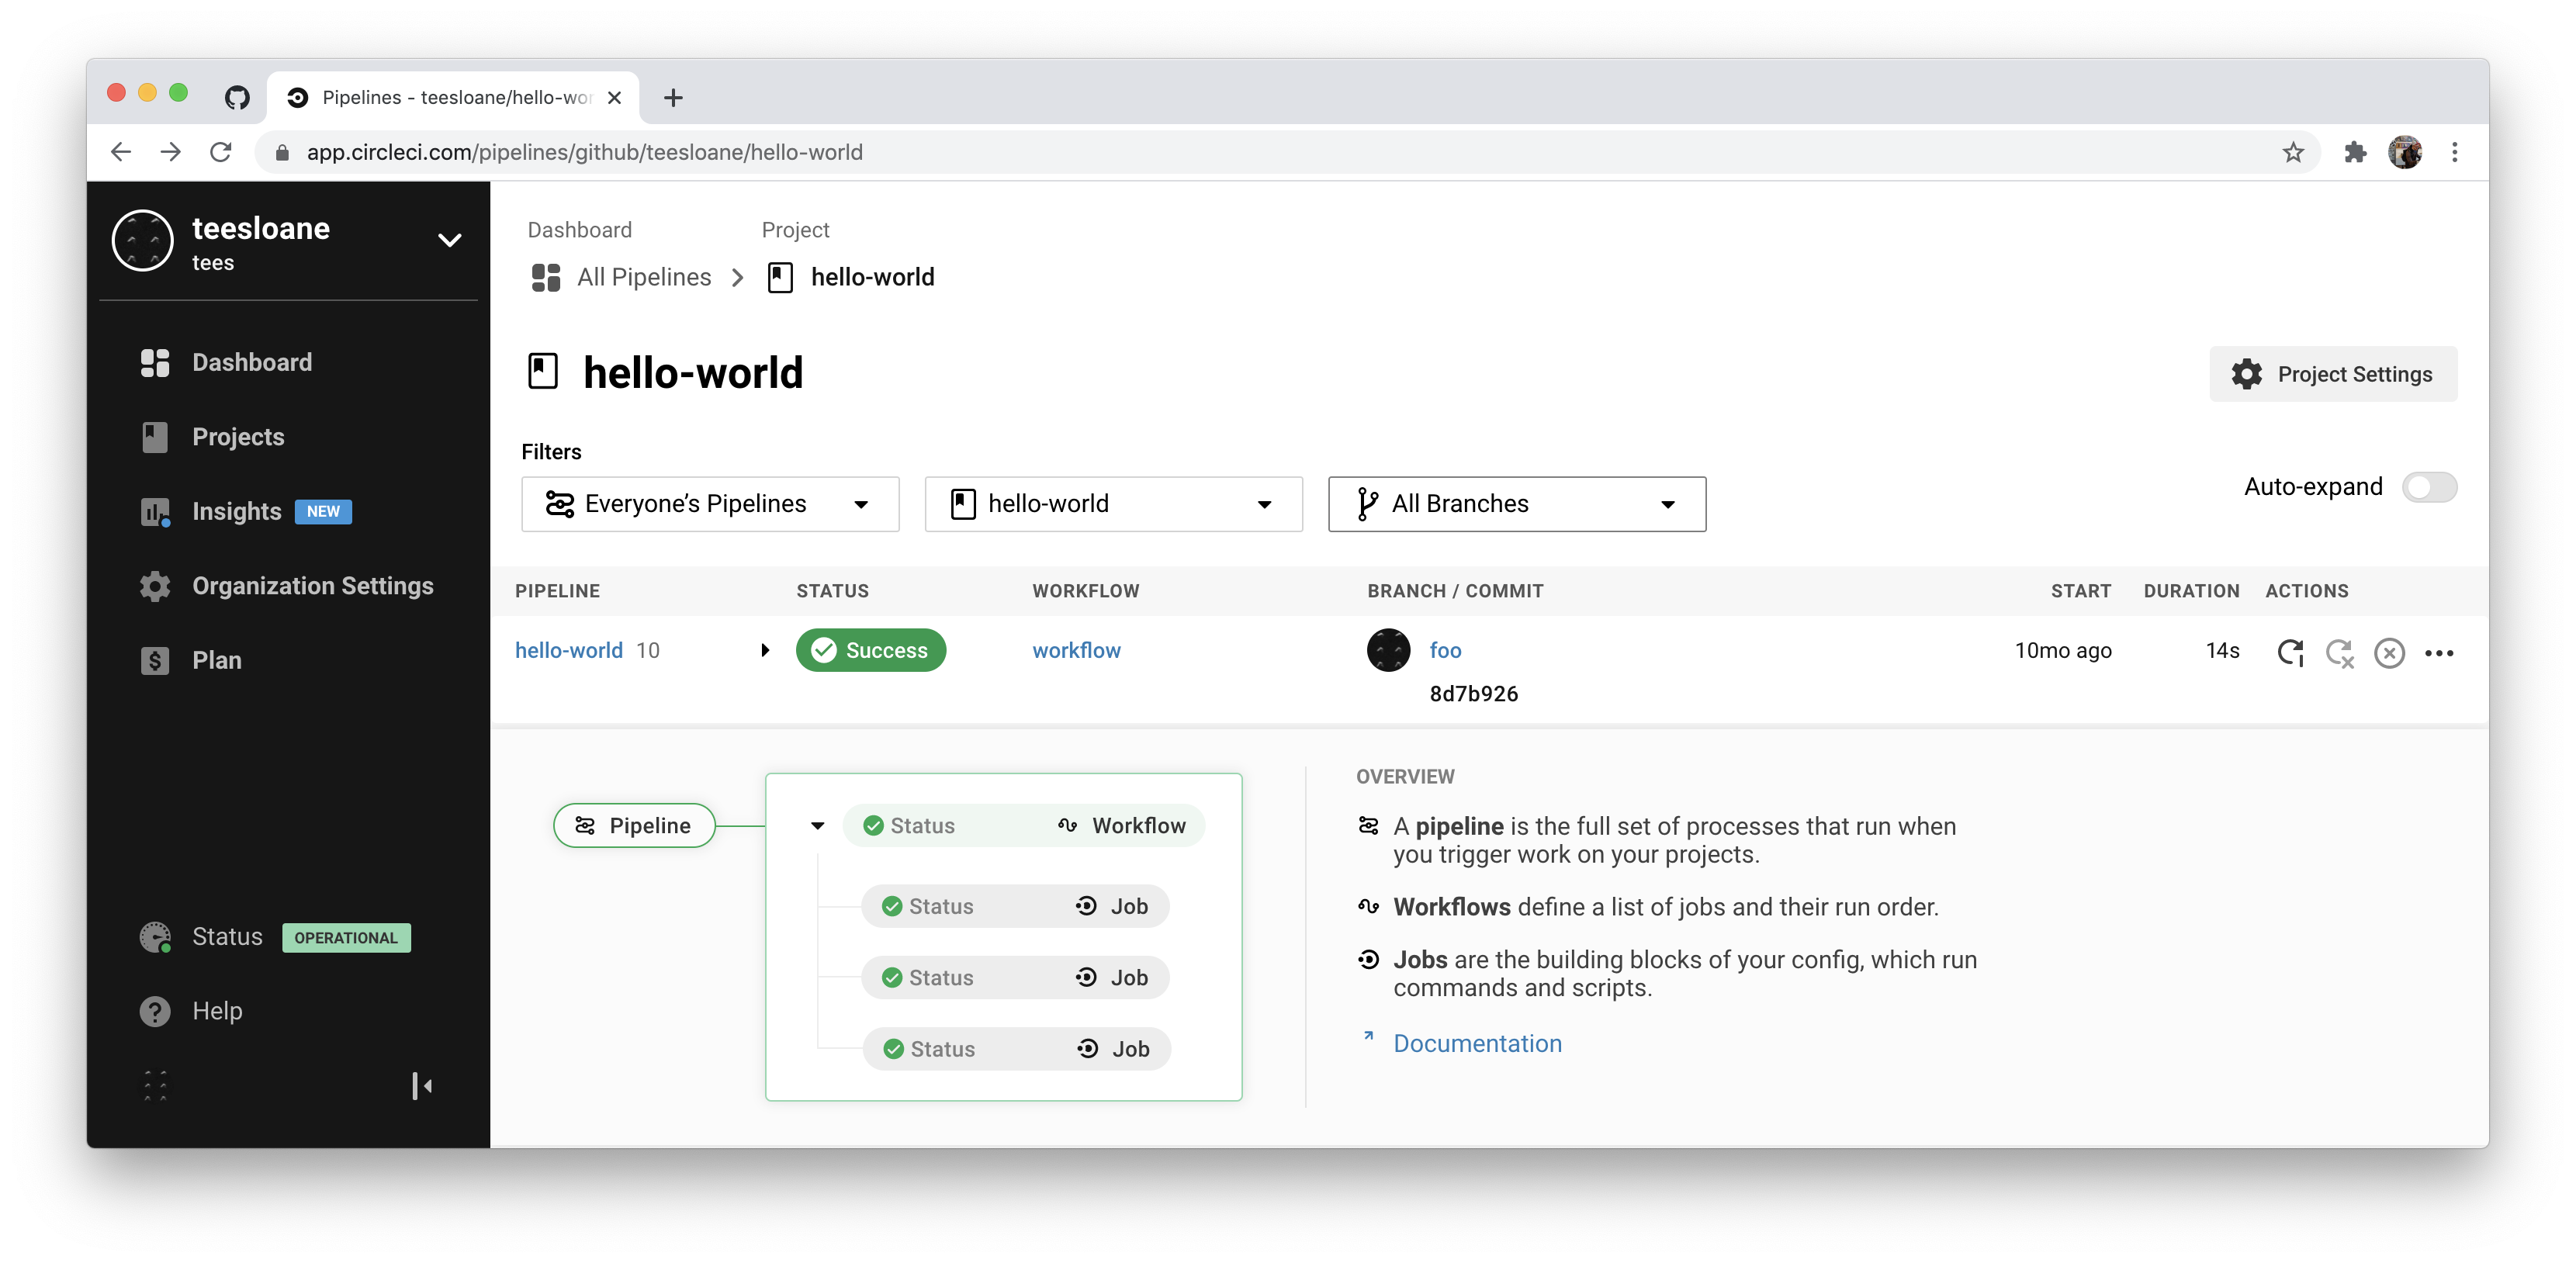 Pipelines - teesloane/hello-wor
app.circleci.com/pipelines/github/teesloane/hello-world
teesloane
tees
Dashboard
Projects
Insights NEW
Organization Settings
Plan
Status OPERATIONAL
Help
Dashboard Project
All Pipelines hello-world
hello-world
Project Settings
Filters
Everyone’s Pipelines hello-world All Branches
Auto-expand
PIPELINE STATUS WORKFLOW BRANCH / COMMIT START DURATION ACTIONS
hello-world 10 Success workflow foo 10mo ago 14s
8d7b926
Pipeline
Status Workflow
Status Job
Status Job
Status Job
OVERVIEW
A pipeline is the full set of processes that run when
you trigger work on your projects.
Workflows define a list of jobs and their run order.
Jobs are the building blocks of your config, which run
commands and scripts.
Documentation